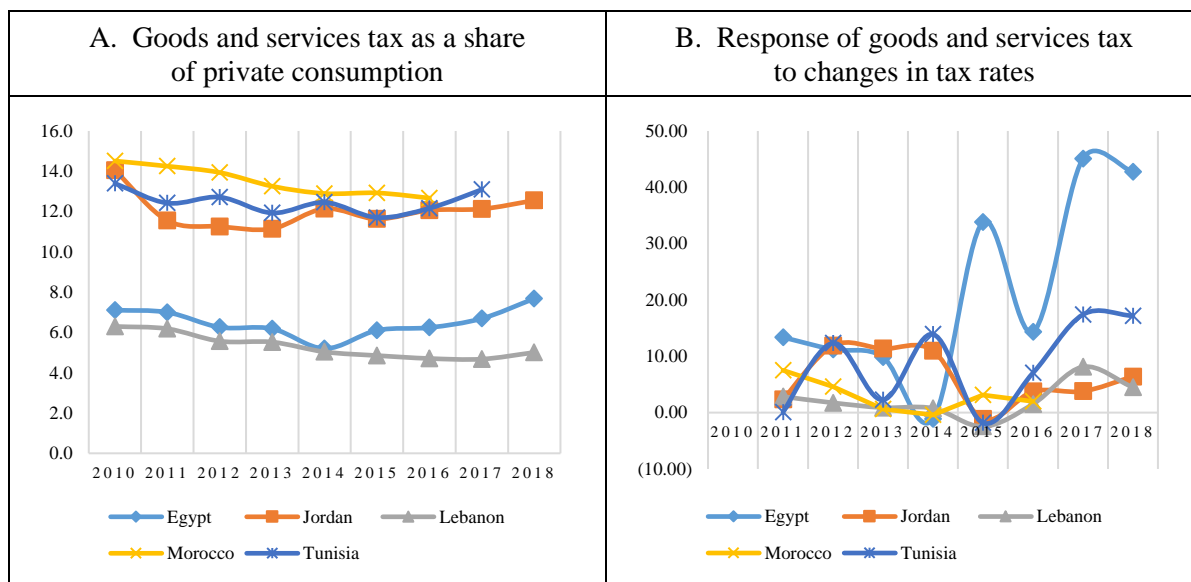 A. Goods and services tax as a share
of private consumption
16.0
14.0
12.0
10.0
8.0
6.0
4.0
2.0
0.0
2010 2011 2012 2013 2014 2015 2016 2017 2018
Egypt Jordan Lebanon
Morocco Tunisia
B. Response of goods and services tax
to changes in tax rates
50.00
40.00
30.00
20.00
10.00
0.00
(10.00)
2010 2011 2012 2013 2014 2015 2016 2017 2018
Egypt Jordan Lebanon
Morocco Tunisia